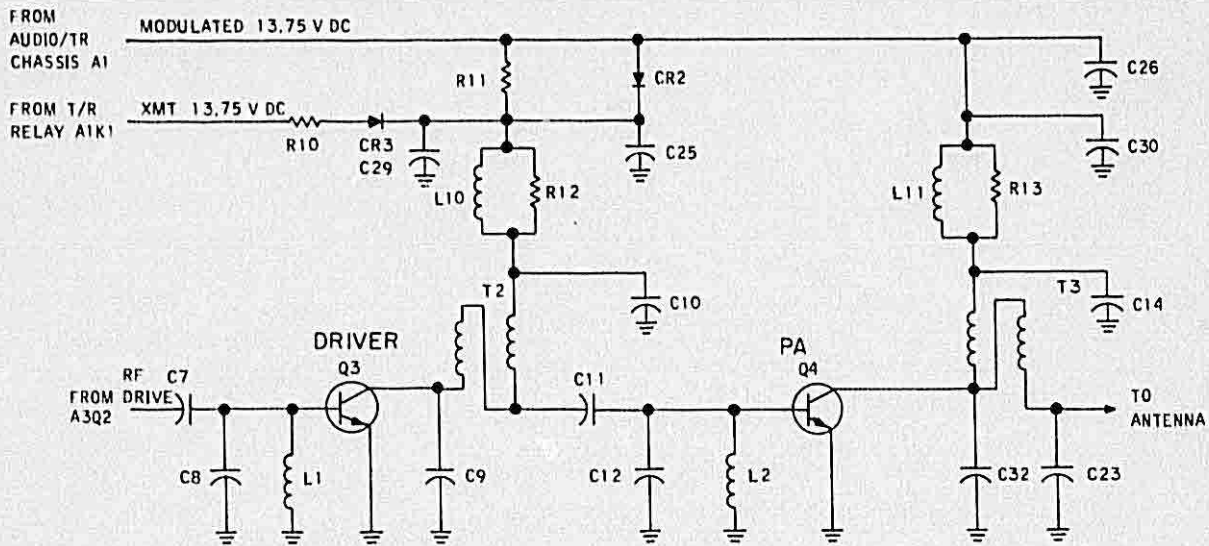 FROM
AUDIO/TR
CHASSIS A1
MODULATED 13.75 V DC
FROM T/R
RELAY A1K1
XMT 13.75 V DC
R10
CR3
C29
R11
CR2
C25
C26
C30
L10
R12
L11
R13
T2
C10
T3
C14
DRIVER
Q3
PA
Q4
RF
FROM DRIVE
A3Q2
C7
C11
TO
ANTENNA
C8
L1
C9
C12
L2
C32
C23